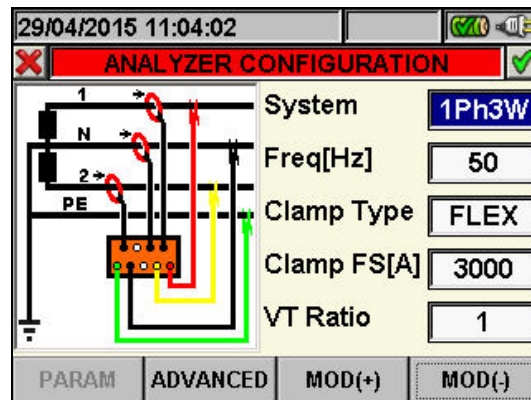 29/04/2015 11:04:02
ANALYZER CONFIGURATION
1
N
2
PE
System 1Ph3W
Freq[Hz] 50
Clamp Type FLEX
Clamp FS[A] 3000
VT Ratio 1
PARAM ADVANCED MOD(+) MOD(-)